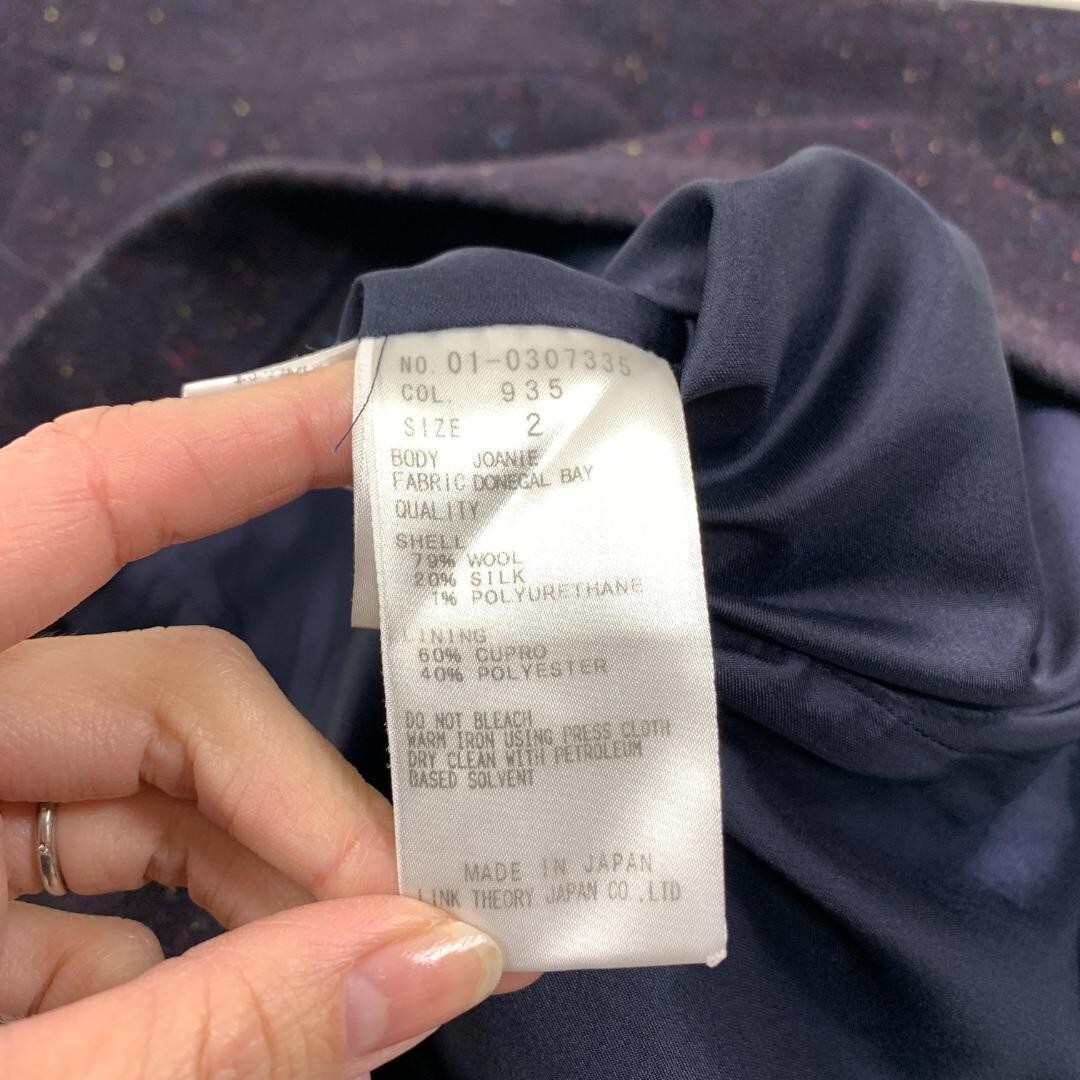 NO. 01-0307335
COL. 935
SIZE 2
BODY JOANIE
FABRIC DONEGAL BAY
QUALITY
SHELL
79% WOOL
20% SILK
1% POLYURETHANE
LINING
60% CUPRO
40% POLYESTER
DO NOT BLEACH
WARM IRON USING PRESS CLOTH
DRY CLEAN WITH PETROLEUM
BASED SOLVENT
MADE IN JAPAN
LINK THEORY JAPAN CO.,LTD